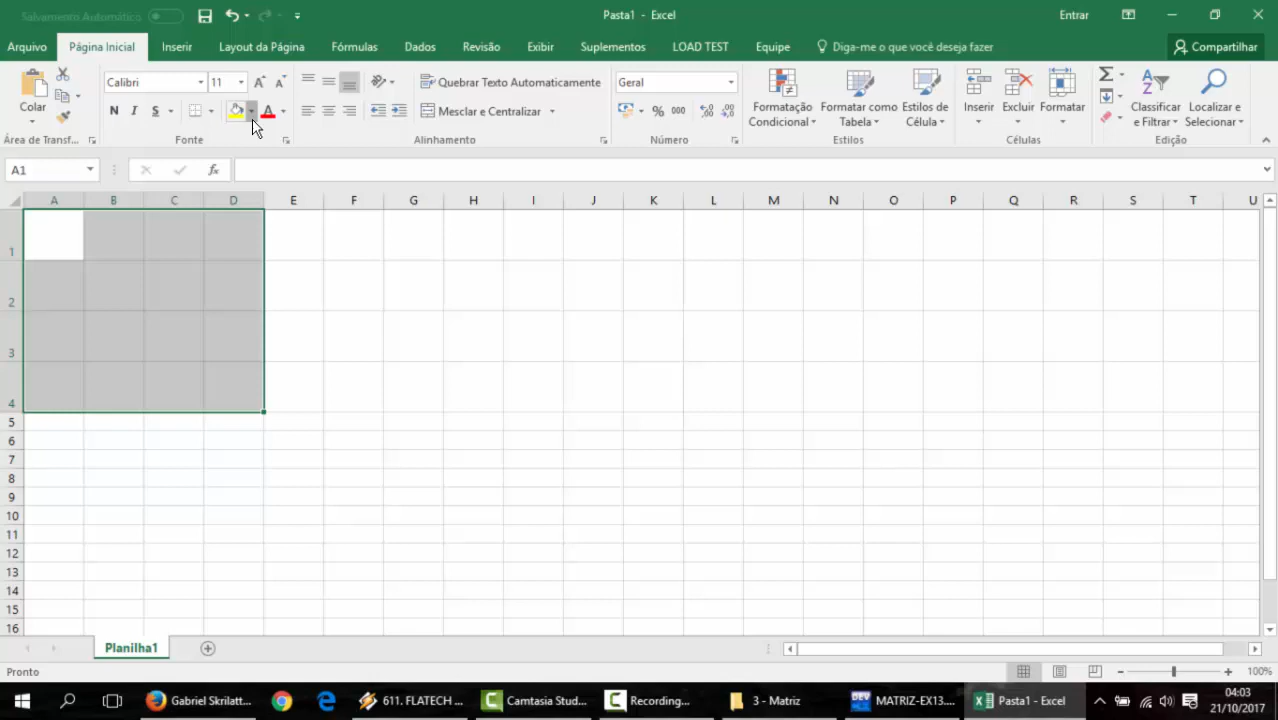 Salvamento Automático
Pasta1 - Excel
Entrar
Arquivo
Página Inicial
Inserir
Layout da Página
Fórmulas
Dados
Revisão
Exibir
Suplementos
LOAD TEST
Equipe
Diga-me o que você deseja fazer
Compartilhar
Colar
Calibri
11
Quebrar Texto Automaticamente
Geral
Formatação Condicional
Formatar como Tabela
Estilos de Célula
Inserir
Excluir
Formatar
Classificar e Filtrar
Localizar e Selecionar
N I S
A
Mesclar e Centralizar
% 000
Área de Transf...
Fonte
Alinhamento
Número
Estilos
Células
Edição
A1
fx
A B C D E F G H I J K L M N O P Q R S T U
1
2
3
4
5
6
7
8
9
10
11
12
13
14
15
16
Planilha1
Pronto
100%
Gabriel Skrilatt...
611. FLATECH ...
Camtasia Stud...
Recording...
3 - Matriz
MATRIZ-EX13....
Pasta1 - Excel
04:03
21/10/2017